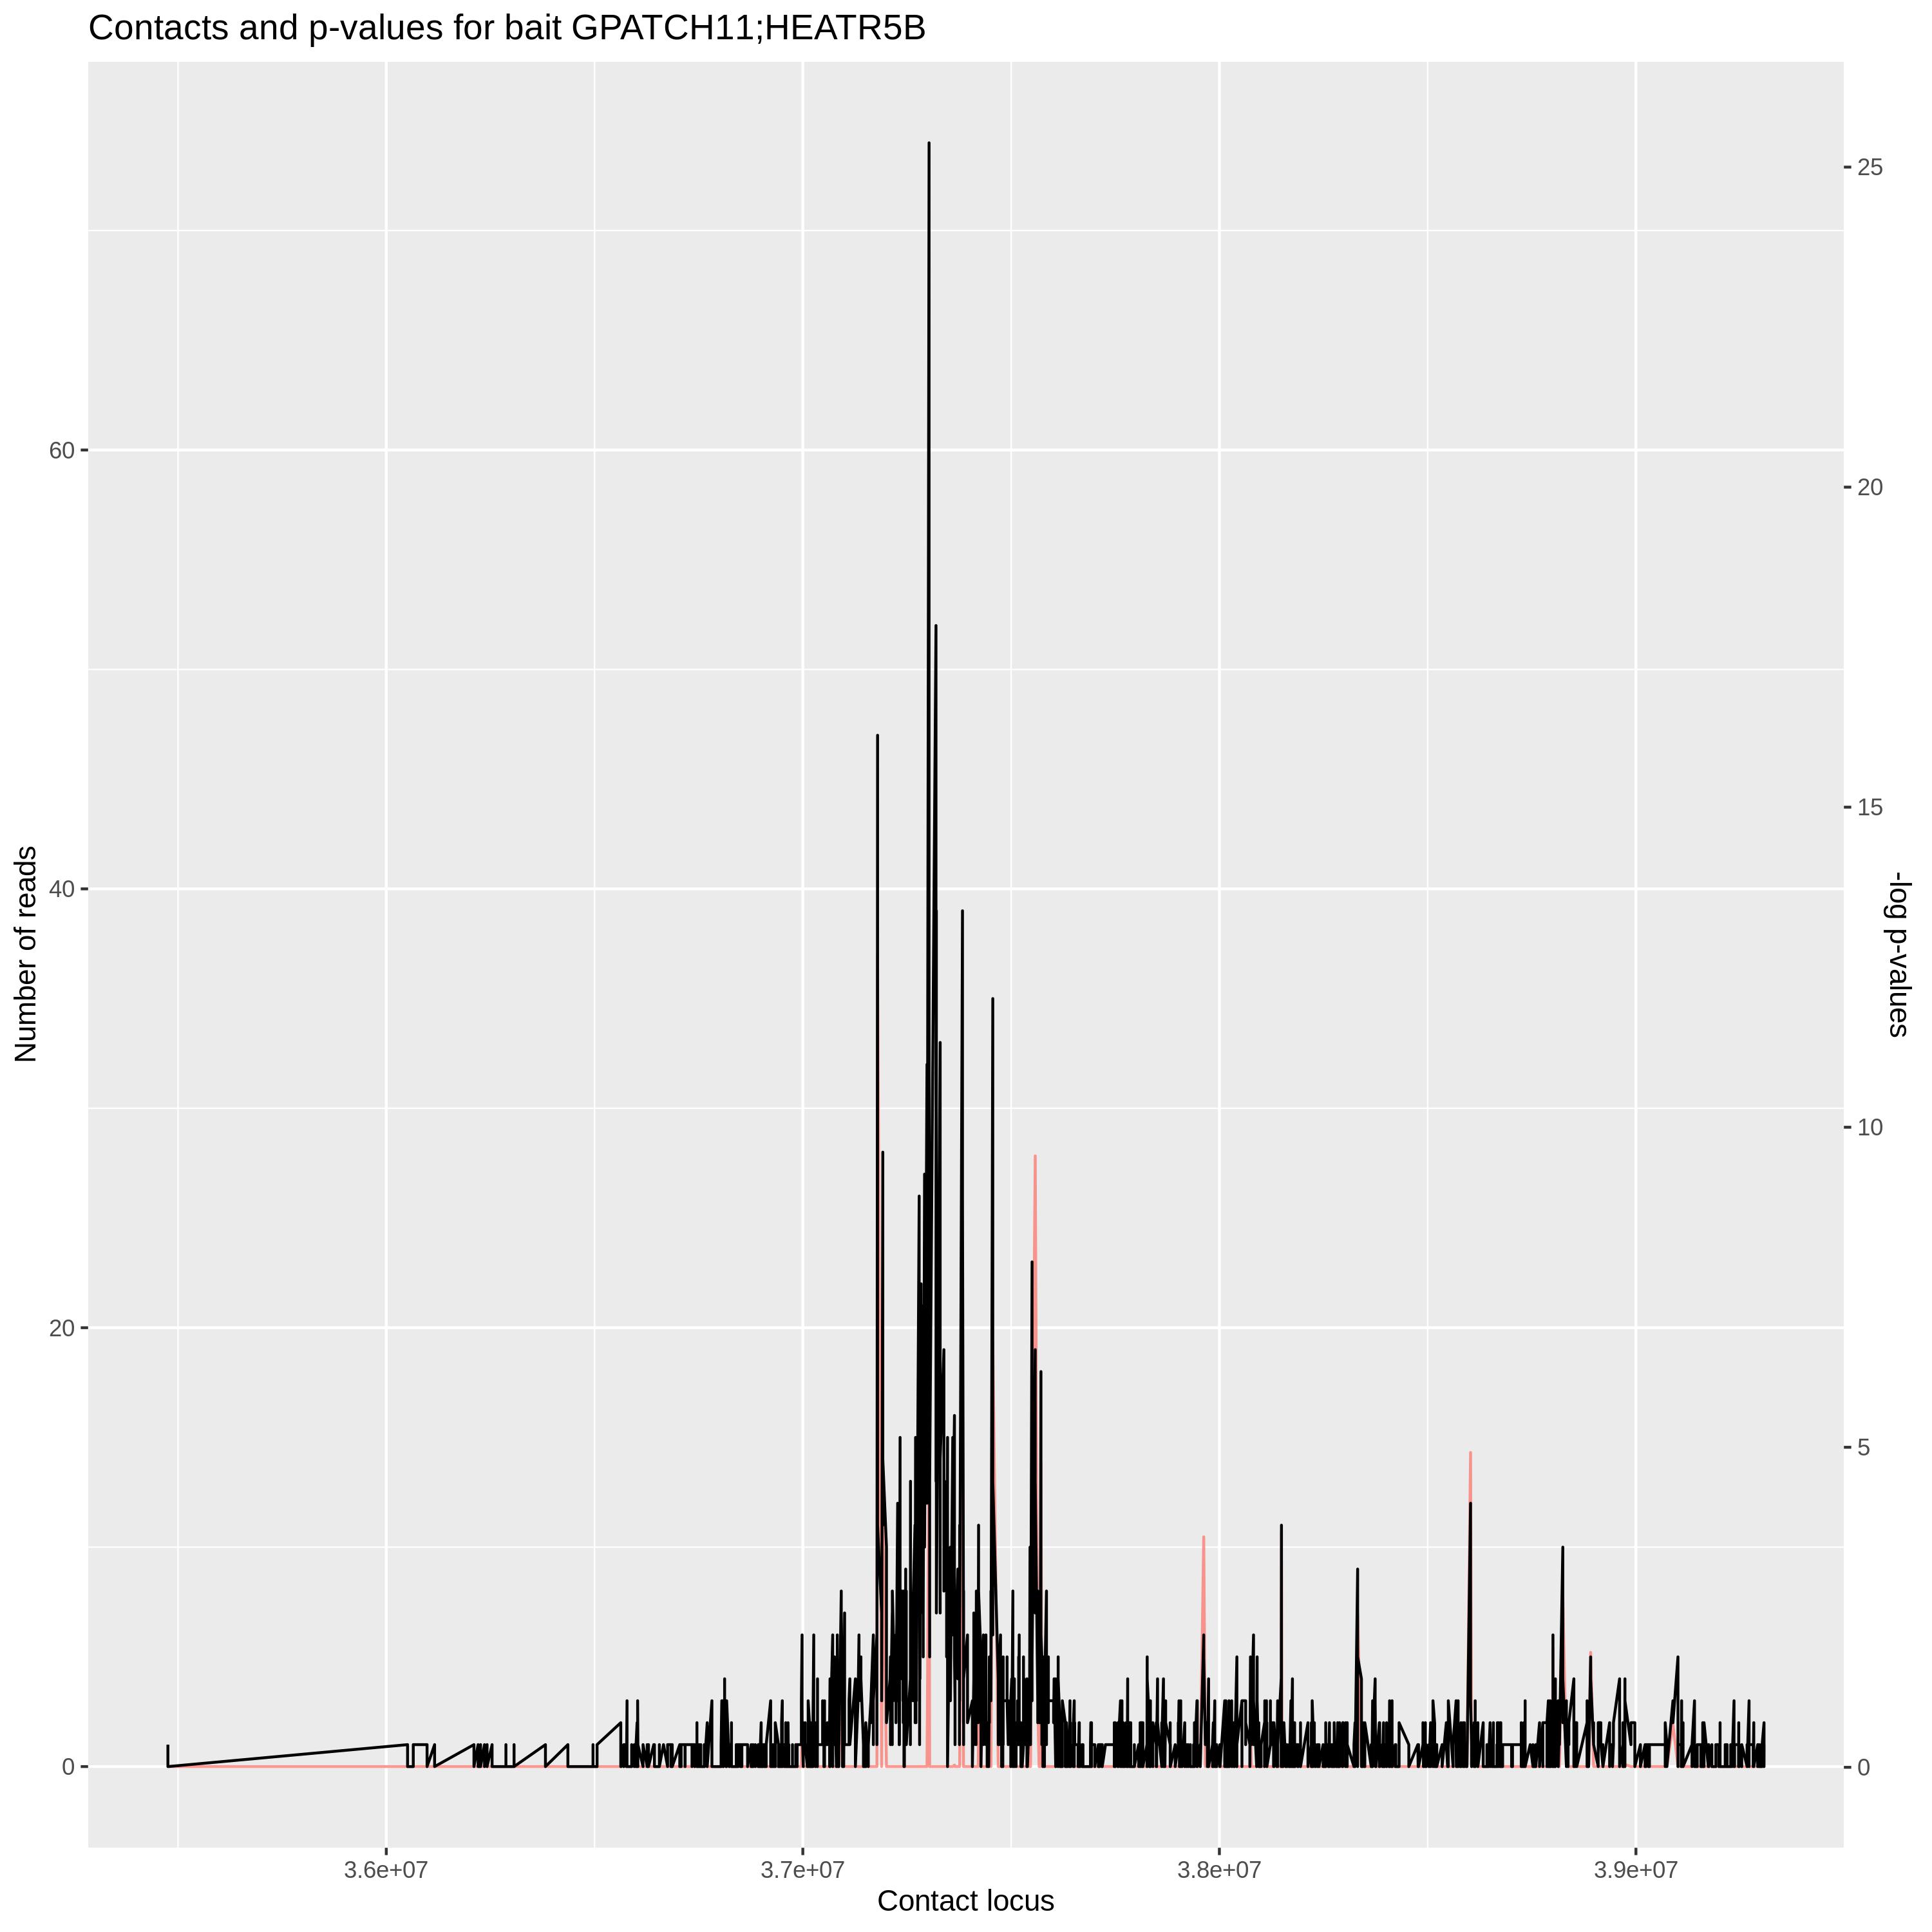 Contacts and p-values for bait GPATCH11;HEATR5B
Number of reads
60
40
20
0
25
20
15
10
5
0
-log p-values
3.6e+07 3.7e+07 3.8e+07 3.9e+07
Contact locus